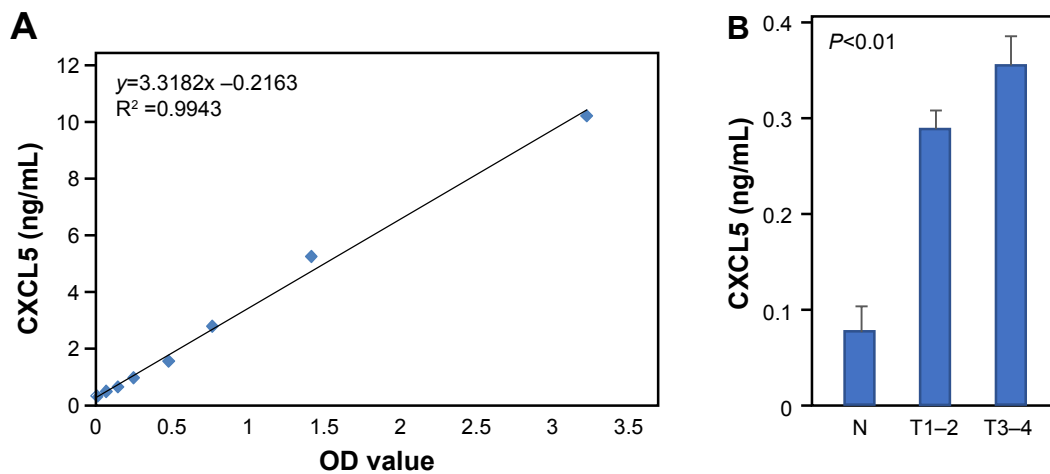 A
y=3.3182x –0.2163
R² =0.9943
12
10
8
6
4
2
0
CXCL5 (ng/mL)
0 0.5 1 1.5 2 2.5 3 3.5
OD value
B
P<0.01
0.4
0.3
0.2
0.1
0
CXCL5 (ng/mL)
N T1–2 T3–4